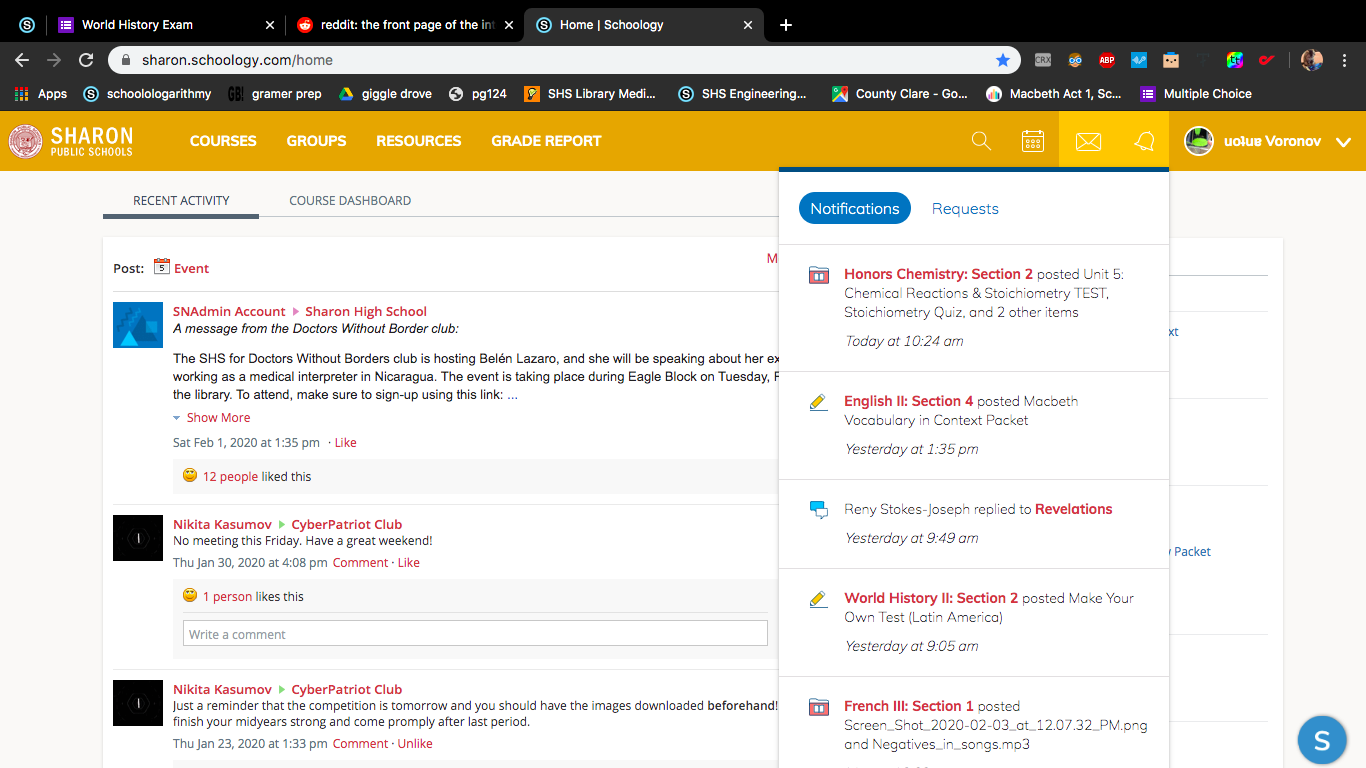 World History Exam
reddit: the front page of the int
Home | Schoology
sharon.schoology.com/home
CRX
ABP
Apps
schoolologarithmy
GB!
gramer prep
giggle drove
pg124
SHS Library Medi...
SHS Engineering...
County Clare - Go...
Macbeth Act 1, Sc...
Multiple Choice
SHARON
PUBLIC SCHOOLS
COURSES
GROUPS
RESOURCES
GRADE REPORT
uoʇuɐ Voronov
RECENT ACTIVITY
COURSE DASHBOARD
Post:
5
Event
M
SNAdmin Account
Sharon High School
A message from the Doctors Without Border club:
The SHS for Doctors Without Borders club is hosting Belén Lazaro, and she will be speaking about her ex
working as a medical interpreter in Nicaragua. The event is taking place during Eagle Block on Tuesday, F
the library. To attend, make sure to sign-up using this link: ...
Show More
Sat Feb 1, 2020 at 1:35 pm · Like
12 people liked this
Nikita Kasumov
CyberPatriot Club
No meeting this Friday. Have a great weekend!
Thu Jan 30, 2020 at 4:08 pm Comment · Like
1 person likes this
Write a comment
Nikita Kasumov
CyberPatriot Club
Just a reminder that the competition is tomorrow and you should have the images downloaded beforehand!
finish your midyears strong and come promply after last period.
Thu Jan 23, 2020 at 1:33 pm Comment · Unlike
Notifications
Requests
Honors Chemistry: Section 2 posted Unit 5:
Chemical Reactions & Stoichiometry TEST,
Stoichiometry Quiz, and 2 other items
Today at 10:24 am
English II: Section 4 posted Macbeth
Vocabulary in Context Packet
Yesterday at 1:35 pm
Reny Stokes-Joseph replied to Revelations
Yesterday at 9:49 am
World History II: Section 2 posted Make Your
Own Test (Latin America)
Yesterday at 9:05 am
French III: Section 1 posted
Screen_Shot_2020-02-03_at_12.07.32_PM.png
and Negatives_in_songs.mp3
xt
Packet
S